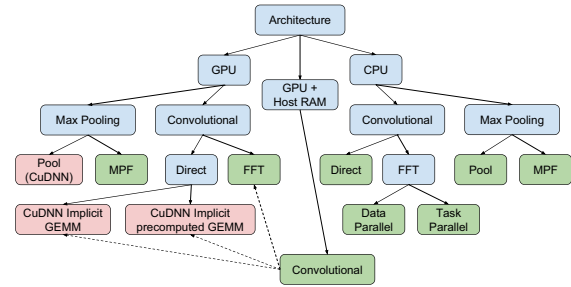 Architecture
GPU
GPU +
Host RAM
CPU
Max Pooling
Convolutional
Convolutional
Max Pooling
Pool
(CuDNN)
MPF
Direct
FFT
Direct
FFT
Pool
MPF
CuDNN Implicit
GEMM
CuDNN Implicit
precomputed GEMM
Data
Parallel
Task
Parallel
Convolutional